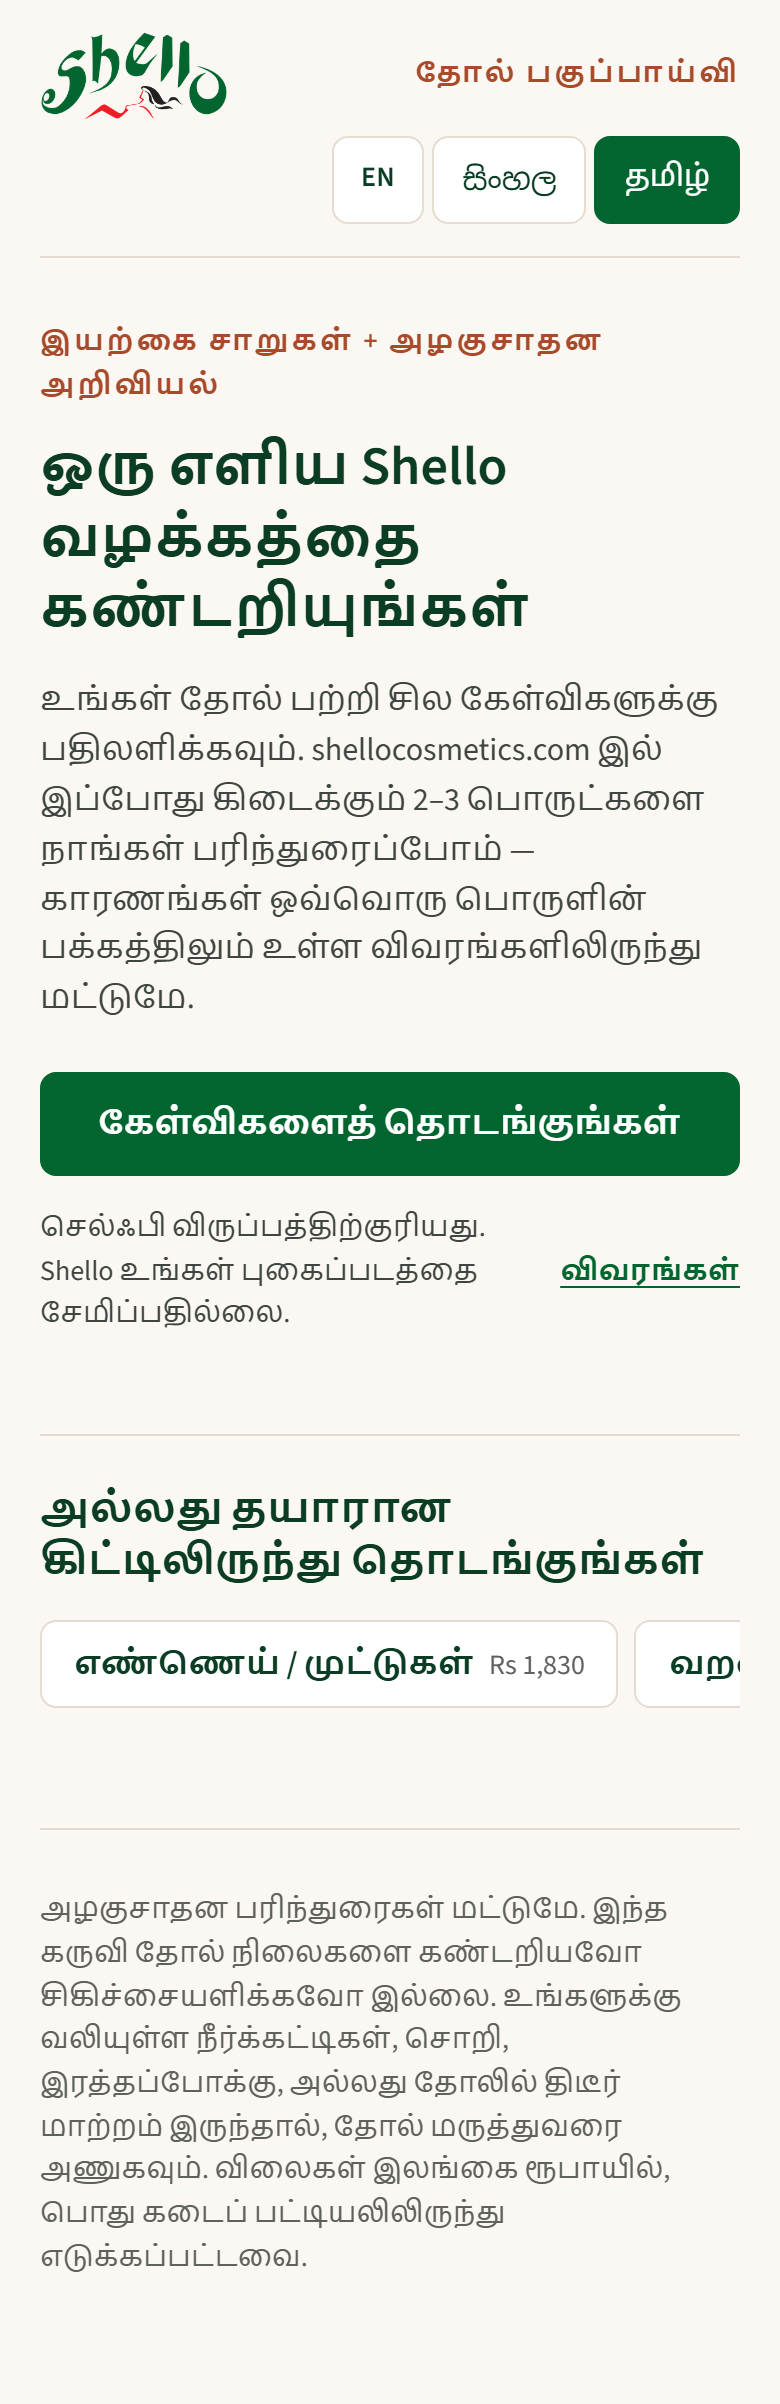 Shello
தோல் பகுப்பாய்வி
EN
සිංහල
தமிழ்
இயற்கை சாறுகள் + அழகுசாதன
அறிவியல்
ஒரு எளிய Shello
வழக்கத்தை
கண்டறியுங்கள்
உங்கள் தோல் பற்றி சில கேள்விகளுக்கு
பதிலளிக்கவும். shellocosmetics.com இல்
இப்போது கிடைக்கும் 2–3 பொருட்களை
நாங்கள் பரிந்துரைப்போம் —
காரணங்கள் ஒவ்வொரு பொருளின்
பக்கத்திலும் உள்ள விவரங்களிலிருந்து
மட்டுமே.
கேள்விகளைத் தொடங்குங்கள்
செல்ஃபி விருப்பத்திற்குரியது.
Shello உங்கள் புகைப்படத்தை
சேமிப்பதில்லை.
விவரங்கள்
அல்லது தயாரான
கிட்டிலிருந்து தொடங்குங்கள்
எண்ணெய் / முட்டுகள் Rs 1,830
அழகுசாதன பரிந்துரைகள் மட்டுமே. இந்த
கருவி தோல் நிலைகளை கண்டறியவோ
சிகிச்சையளிக்கவோ இல்லை. உங்களுக்கு
வலியுள்ள நீர்க்கட்டிகள், சொறி,
இரத்தப்போக்கு, அல்லது தோலில் திடீர்
மாற்றம் இருந்தால், தோல் மருத்துவரை
அணுகவும். விலைகள் இலங்கை ரூபாயில்,
பொது கடைப் பட்டியலிலிருந்து
எடுக்கப்பட்டவை.